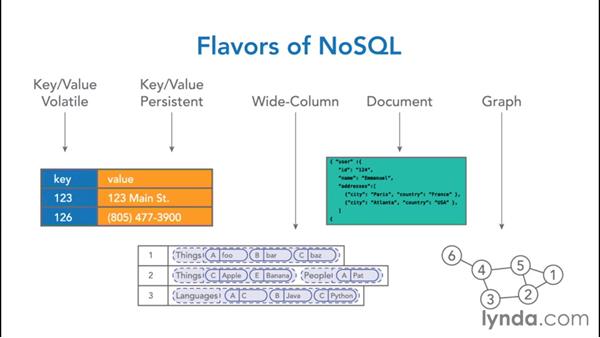 Flavors of NoSQL
Key/Value
Volatile
Key/Value
Persistent
Wide-Column
Document
Graph
key value
123 123 Main St.
126 (805) 477-3900
{ "user" :{
"id": "124",
"name": "Emmanuel",
"addresses":[
{"city": "Paris", "country": "France" },
{"city": "Atlanta", "country": "USA" },
]
{
1 Things A foo B bar C baz
2 Things C Apple E Banana People A Pat
3 Languages A C B Java C Python
6
4
5
1
3
2
lynda.com